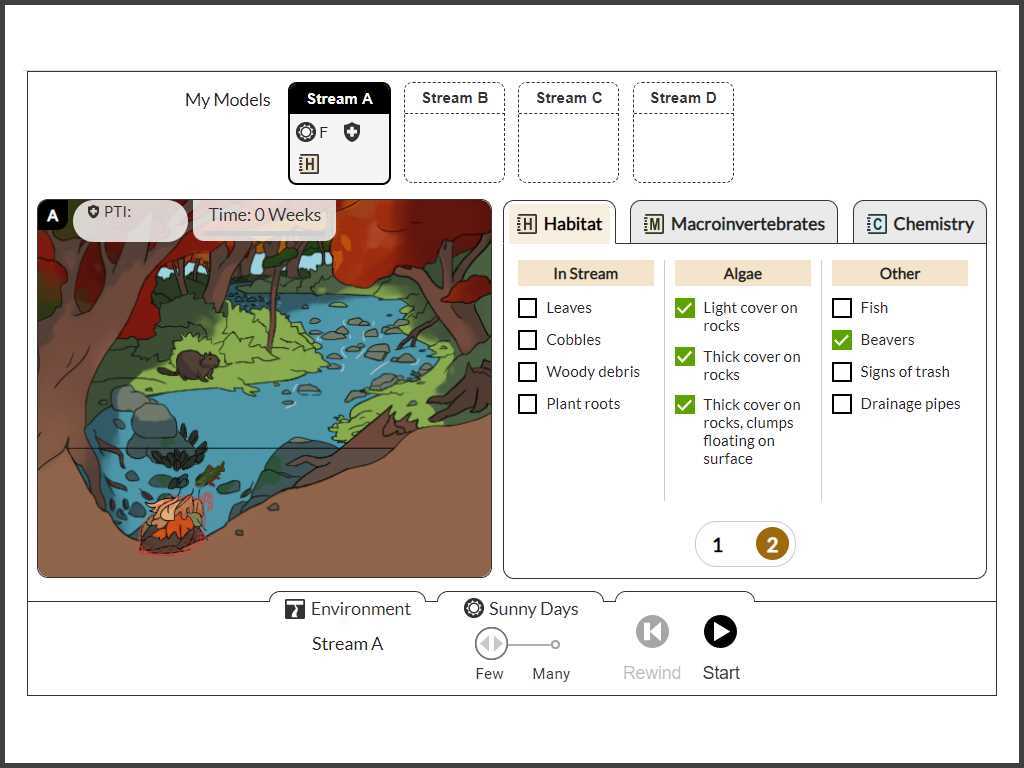 My Models
Stream A
Stream B
Stream C
Stream D
F
H
A
PTI:
Time: 0 Weeks
H Habitat
M Macroinvertebrates
C Chemistry
In Stream
Leaves
Cobbles
Woody debris
Plant roots
Algae
Light cover on
rocks
Thick cover on
rocks
Thick cover on
rocks, clumps
floating on
surface
Other
Fish
Beavers
Signs of trash
Drainage pipes
1
2
Environment
Stream A
Sunny Days
Few
Many
Rewind
Start